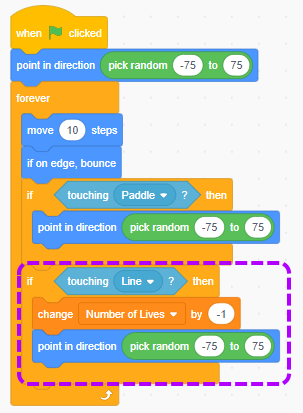 when clicked
point in direction pick random -75 to 75
forever
move 10 steps
if on edge, bounce
if touching Paddle ? then
point in direction pick random -75 to 75
if touching Line ? then
change Number of Lives by -1
point in direction pick random -75 to 75